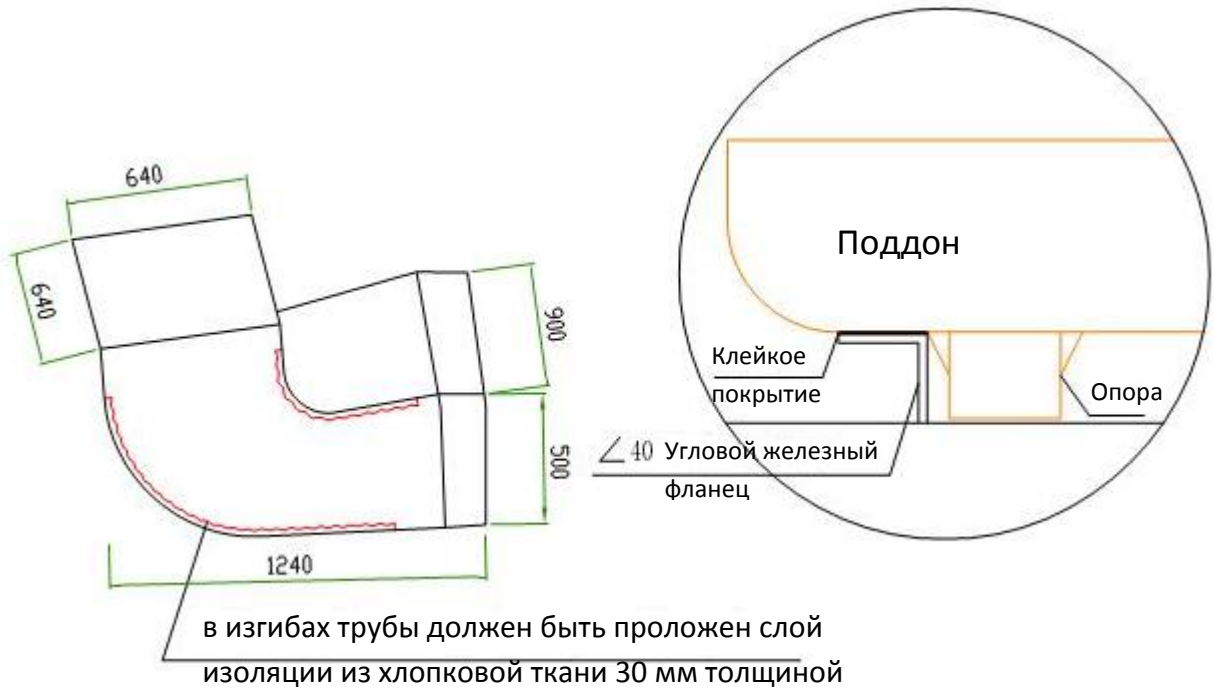 640
640
900
500
1240
в изгибах трубы должен быть проложен слой
изоляции из хлопковой ткани 30 мм толщиной
Поддон
Клейкое
покрытие
Опора
∠40 Угловой железный
фланец